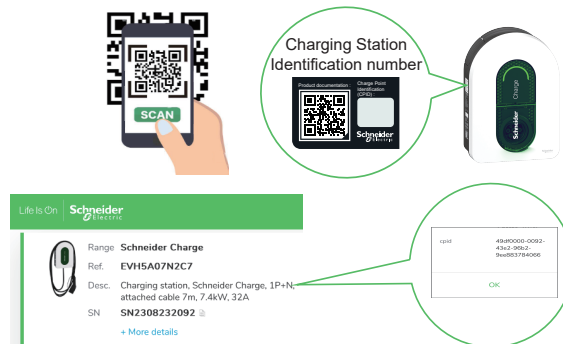 SCAN
Charging Station
Identification number
Product documentation
Charge Point
Identification
(CPID) :
Schneider
Electric
Schneider
Charge
Life Is On
Schneider
Electric
Range Schneider Charge
Ref. EVH5A07N2C7
Desc. Charging station, Schneider Charge, 1P+N,
attached cable 7m, 7.4kW, 32A
SN SN2308232092
+ More details
cpid 49df0000-0092-
43e2-96b2-
9ee883784066
OK